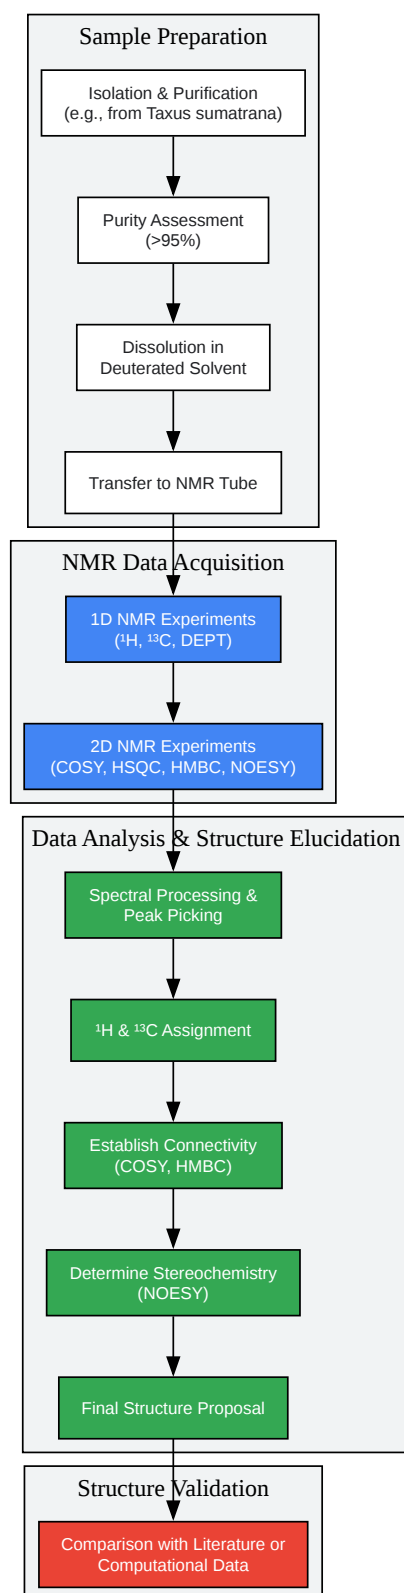 Sample Preparation
Isolation & Purification
(e.g., from Taxus sumatrana)
Purity Assessment
(>95%)
Dissolution in
Deuterated Solvent
Transfer to NMR Tube
NMR Data Acquisition
1D NMR Experiments
(¹H, ¹³C, DEPT)
2D NMR Experiments
(COSY, HSQC, HMBC, NOESY)
Data Analysis & Structure Elucidation
Spectral Processing &
Peak Picking
¹H & ¹³C Assignment
Establish Connectivity
(COSY, HMBC)
Determine Stereochemistry
(NOESY)
Final Structure Proposal
Structure Validation
Comparison with Literature or
Computational Data